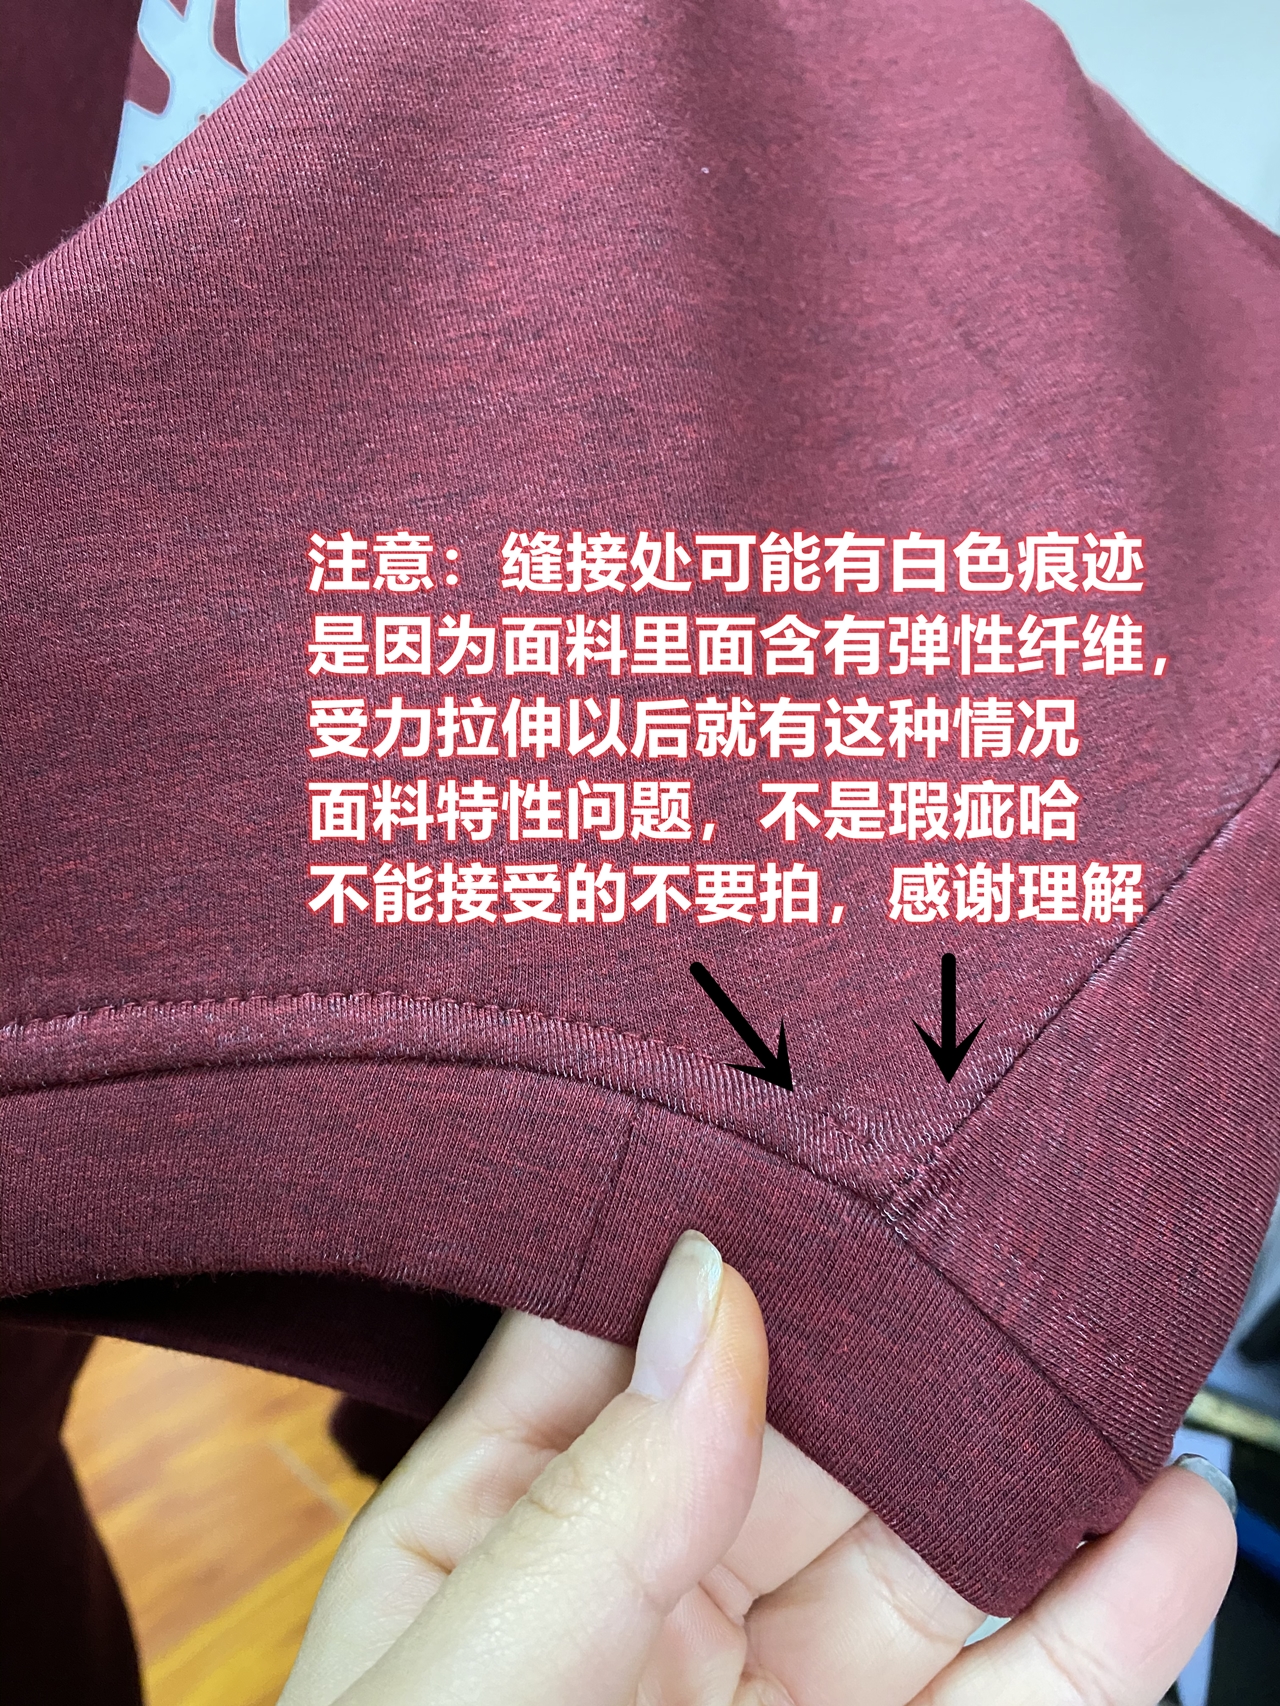 注意：缝接处可能有白色痕迹
是因为面料里面含有弹性纤维，
受力拉伸以后就有这种情况
面料特性问题，不是瑕疵哈
不能接受的不要拍，感谢理解